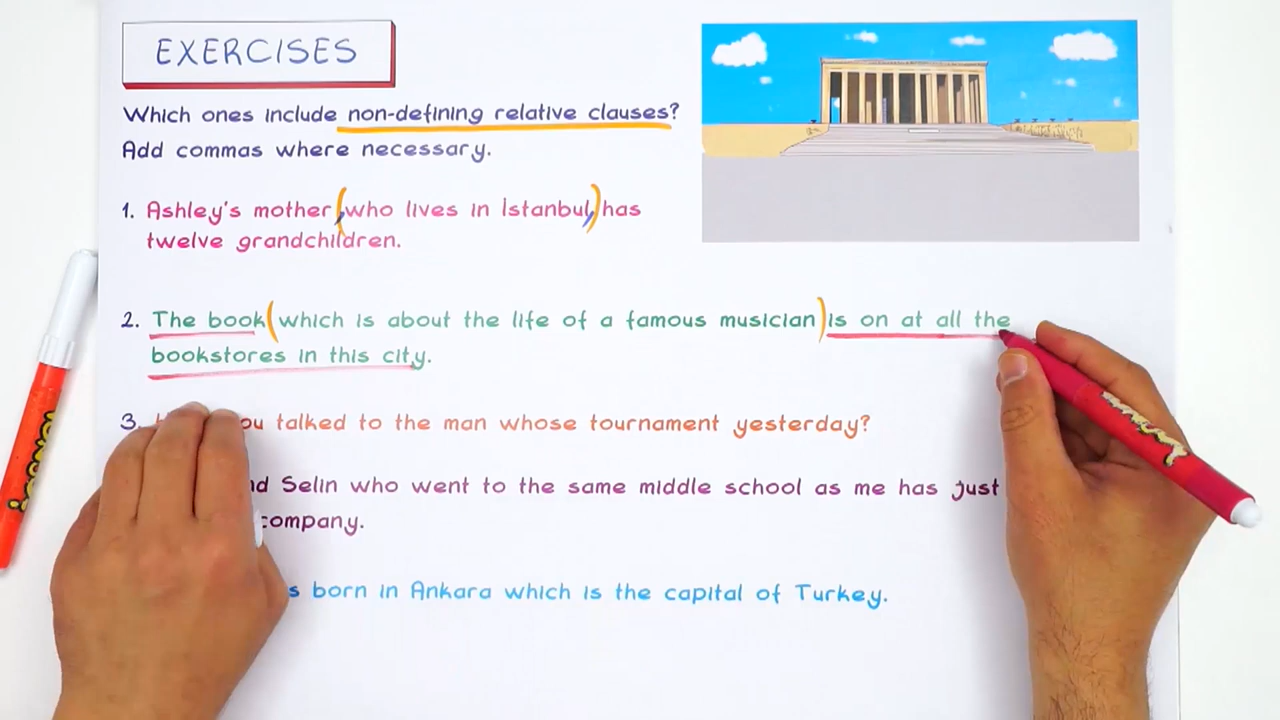 EXERCISES
Which ones include non-defining relative clauses?
Add commas where necessary.
1. Ashley's mother, who lives in İstanbul, has
twelve grandchildren.
2. The book which is about the life of a famous musician is on at all the
bookstores in this city.
3. you talked to the man whose tournament yesterday?
Selin who went to the same middle school as me has just
company.
born in Ankara which is the capital of Turkey.